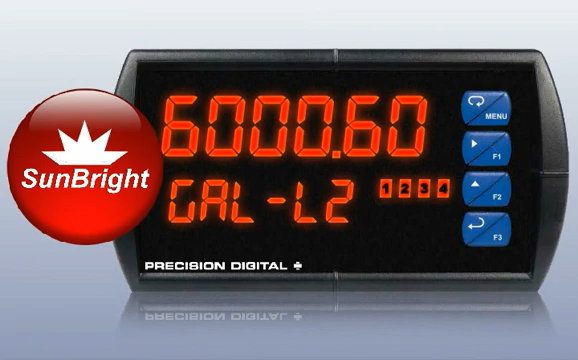 6000.60
MENU
F1
SunBright
GAL-L2
1 2 3 4
F2
F3
PRECISION DIGITAL